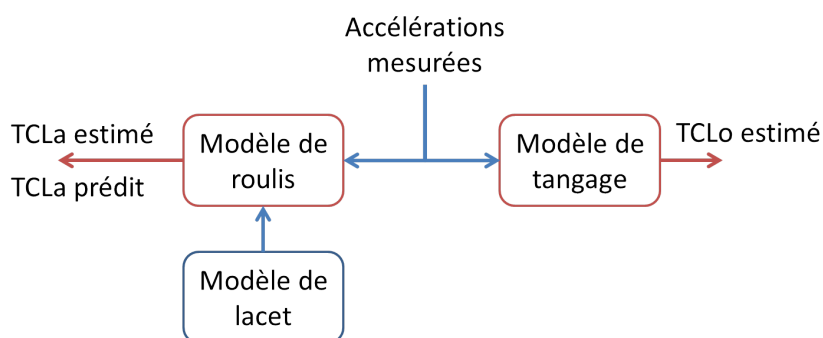 Accélérations
mesurées
TCLa estimé
TCLa prédit
Modèle de
roulis
Modèle de
tangage
TCLo estimé
Modèle de
lacet